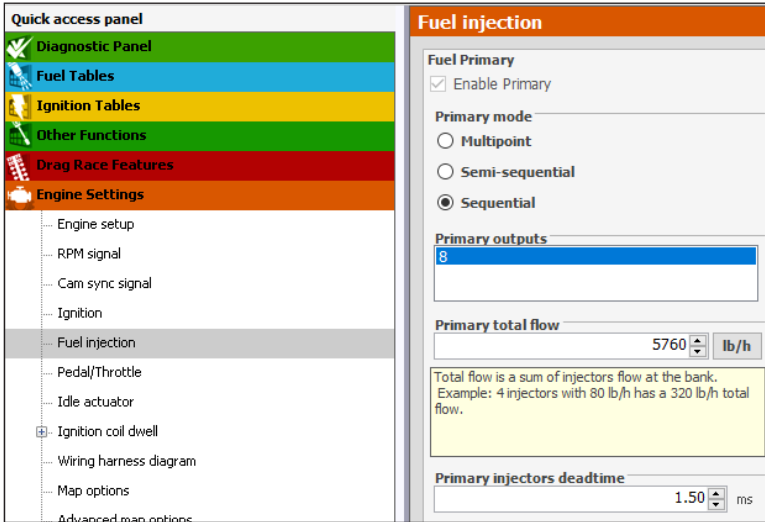 Quick access panel
Diagnostic Panel
Fuel Tables
Ignition Tables
Other Functions
Drag Race Features
Engine Settings
Engine setup
RPM signal
Cam sync signal
Ignition
Fuel injection
Pedal/Throttle
Idle actuator
Ignition coil dwell
Wiring harness diagram
Map options
Advanced map options
Fuel injection
Fuel Primary
Enable Primary
Primary mode
Multipoint
Semi-sequential
Sequential
Primary outputs
8
Primary total flow
5760 lb/h
Total flow is a sum of injectors flow at the bank.
Example: 4 injectors with 80 lb/h has a 320 lb/h total
flow.
Primary injectors deadtime
1.50 ms